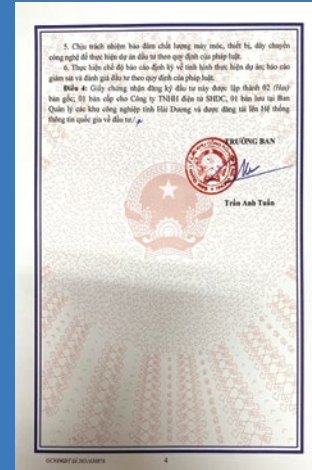 5. Chịu trách nhiệm bảo đảm chất lượng máy móc, thiết bị, dây chuyền
công nghệ để thực hiện dự án đầu tư theo quy định của pháp luật.
6. Thực hiện chế độ báo cáo định kỳ về tình hình thực hiện dự án; báo cáo
giám sát và đánh giá đầu tư theo quy định của pháp luật.
Điều 4: Giấy chứng nhận đăng ký đầu tư này được lập thành 02 (Hai)
bản gốc; 01 bản cấp cho Công ty TNHH điện tử SHDC, 01 bản lưu tại Ban
Quản lý các khu công nghiệp tỉnh Hải Dương và được đăng tải lên Hệ thống
thông tin quốc gia về đầu tư./.
TRƯỞNG BAN
Trần Anh Tuấn
4